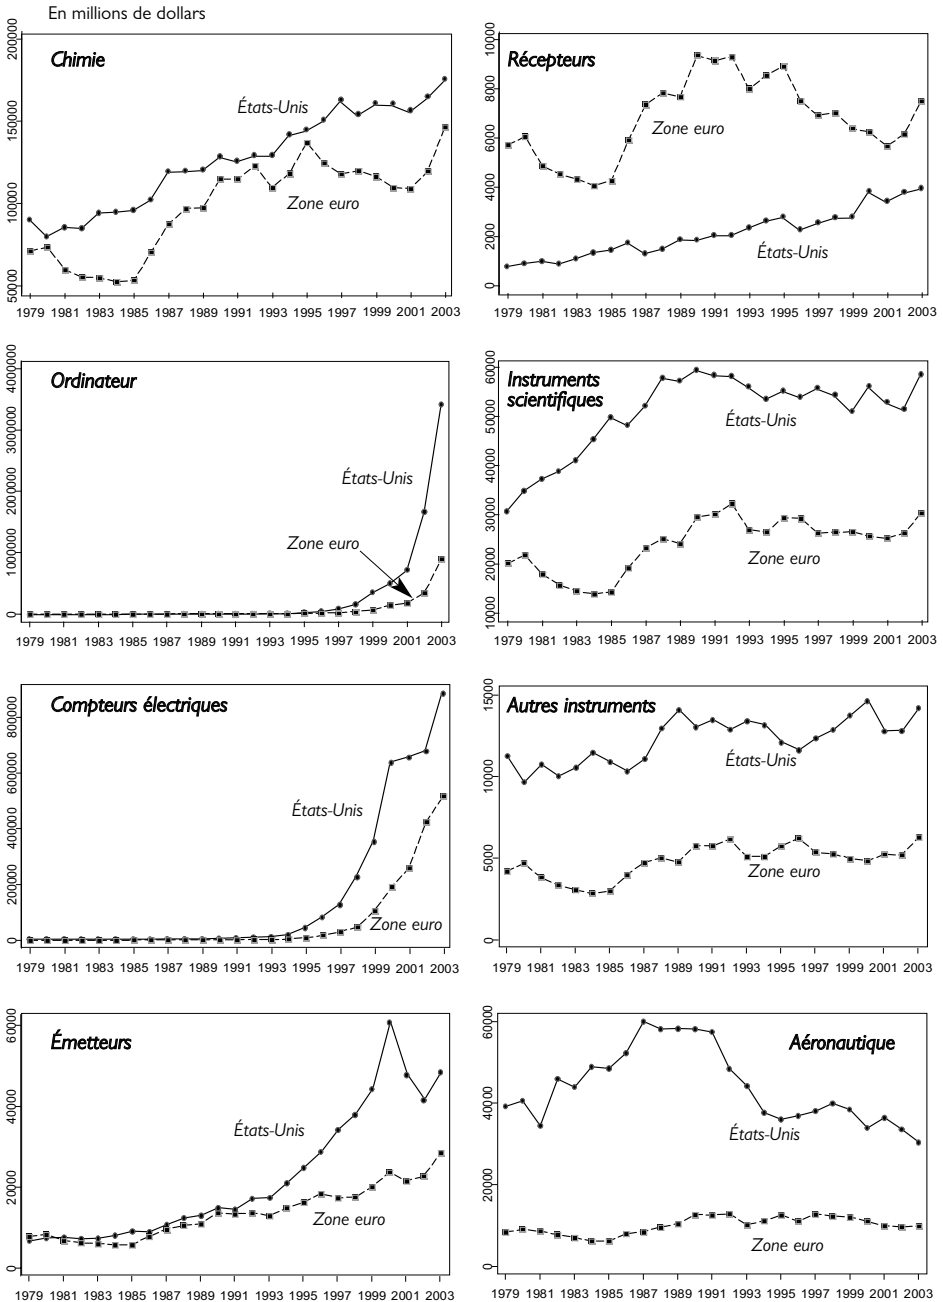 En millions de dollars
Chimie
200000
150000
100000
50000
États-Unis
Zone euro
1979 1981 1983 1985 1987 1989 1991 1993 1995 1997 1999 2001 2003
Récepteurs
10000
8000
6000
4000
2000
0
Zone euro
États-Unis
1979 1981 1983 1985 1987 1989 1991 1993 1995 1997 1999 2001 2003
Ordinateur
4000000
3000000
2000000
1000000
0
États-Unis
Zone euro
1979 1981 1983 1985 1987 1989 1991 1993 1995 1997 1999 2001 2003
Instruments
scientifiques
60000
50000
40000
30000
20000
10000
États-Unis
Zone euro
1979 1981 1983 1985 1987 1989 1991 1993 1995 1997 1999 2001 2003
Compteurs électriques
800000
600000
400000
200000
0
États-Unis
Zone euro
1979 1981 1983 1985 1987 1989 1991 1993 1995 1997 1999 2001 2003
Autres instruments
15000
10000
5000
0
États-Unis
Zone euro
1979 1981 1983 1985 1987 1989 1991 1993 1995 1997 1999 2001 2003
Émetteurs
60000
40000
20000
0
États-Unis
Zone euro
1979 1981 1983 1985 1987 1989 1991 1993 1995 1997 1999 2001 2003
Aéronautique
60000
40000
20000
0
États-Unis
Zone euro
1979 1981 1983 1985 1987 1989 1991 1993 1995 1997 1999 2001 2003